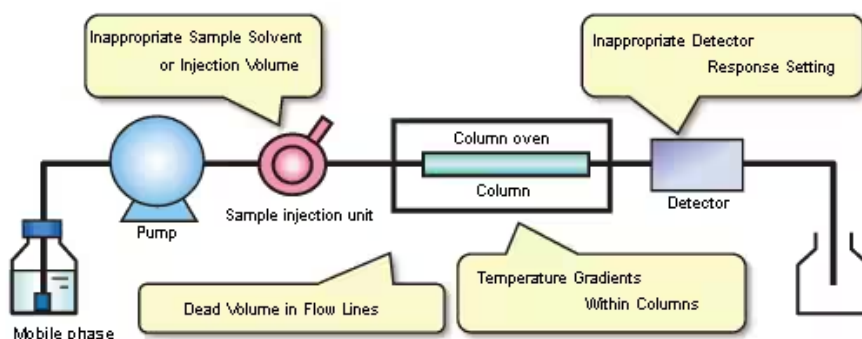 Inappropriate Sample Solvent
or Injection Volume
Inappropriate Detector
Response Setting
Column oven
Column
Pump
Sample injection unit
Detector
Mobile phase
Dead Volume in Flow Lines
Temperature Gradients
Within Columns